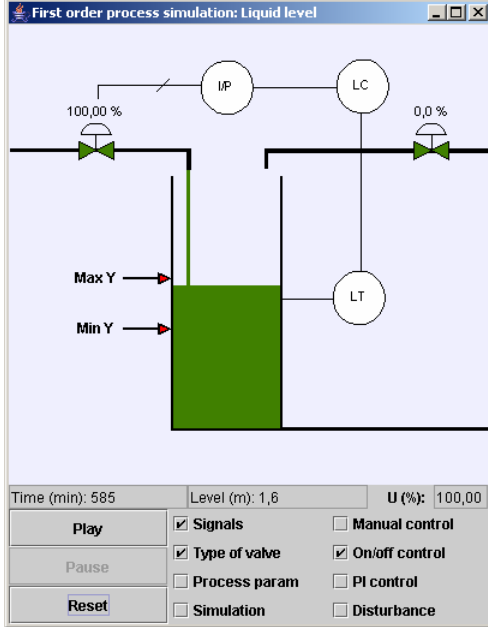 First order process simulation: Liquid level
I/P
LC
100,00 %
0,0 %
Max Y
LT
Min Y
Time (min): 585
Level (m): 1,6
U (%): 100,00
Play
Signals
Manual control
Type of valve
On/off control
Pause
Process param
PI control
Reset
Simulation
Disturbance